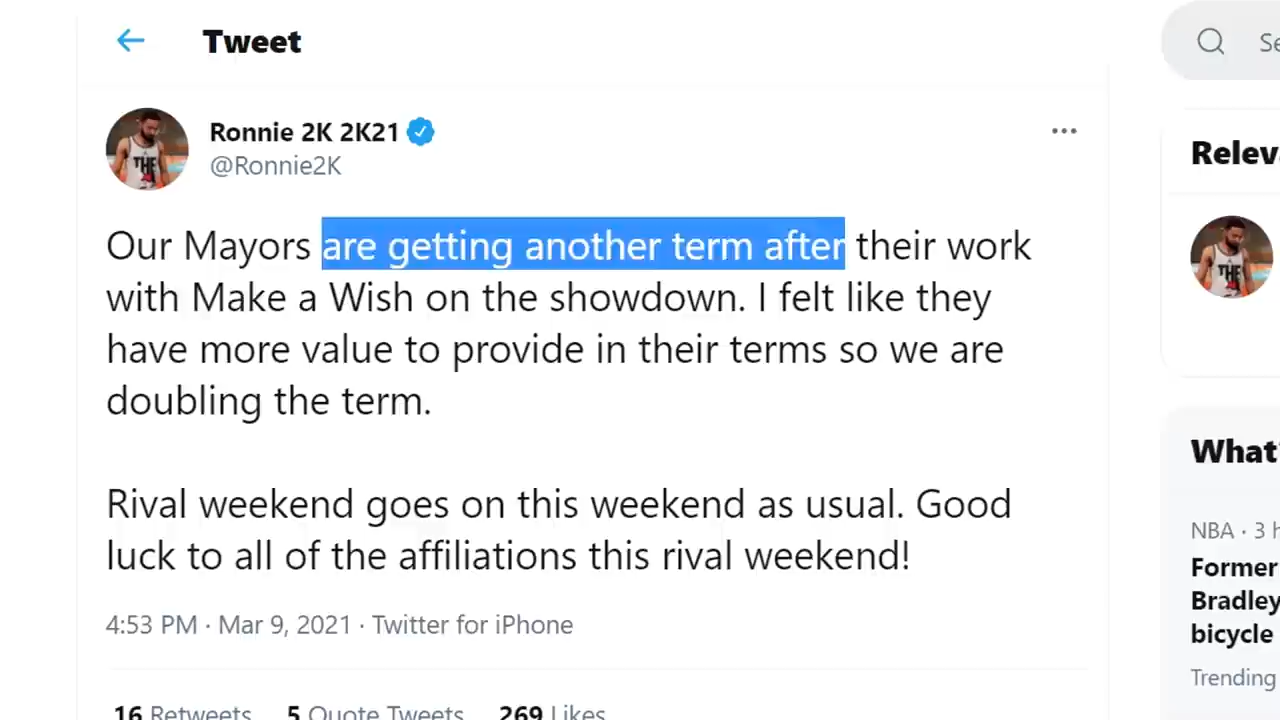 Tweet
Ronnie 2K 2K21
@Ronnie2K
Our Mayors are getting another term after their work
with Make a Wish on the showdown. I felt like they
have more value to provide in their terms so we are
doubling the term.
Rival weekend goes on this weekend as usual. Good
luck to all of the affiliations this rival weekend!
4:53 PM · Mar 9, 2021 · Twitter for iPhone
16 Retweets 5 Quote Tweets 269 Likes
Se
Releva
THE
What'
NBA · 3 h
Former
Bradley
bicycle
Trending